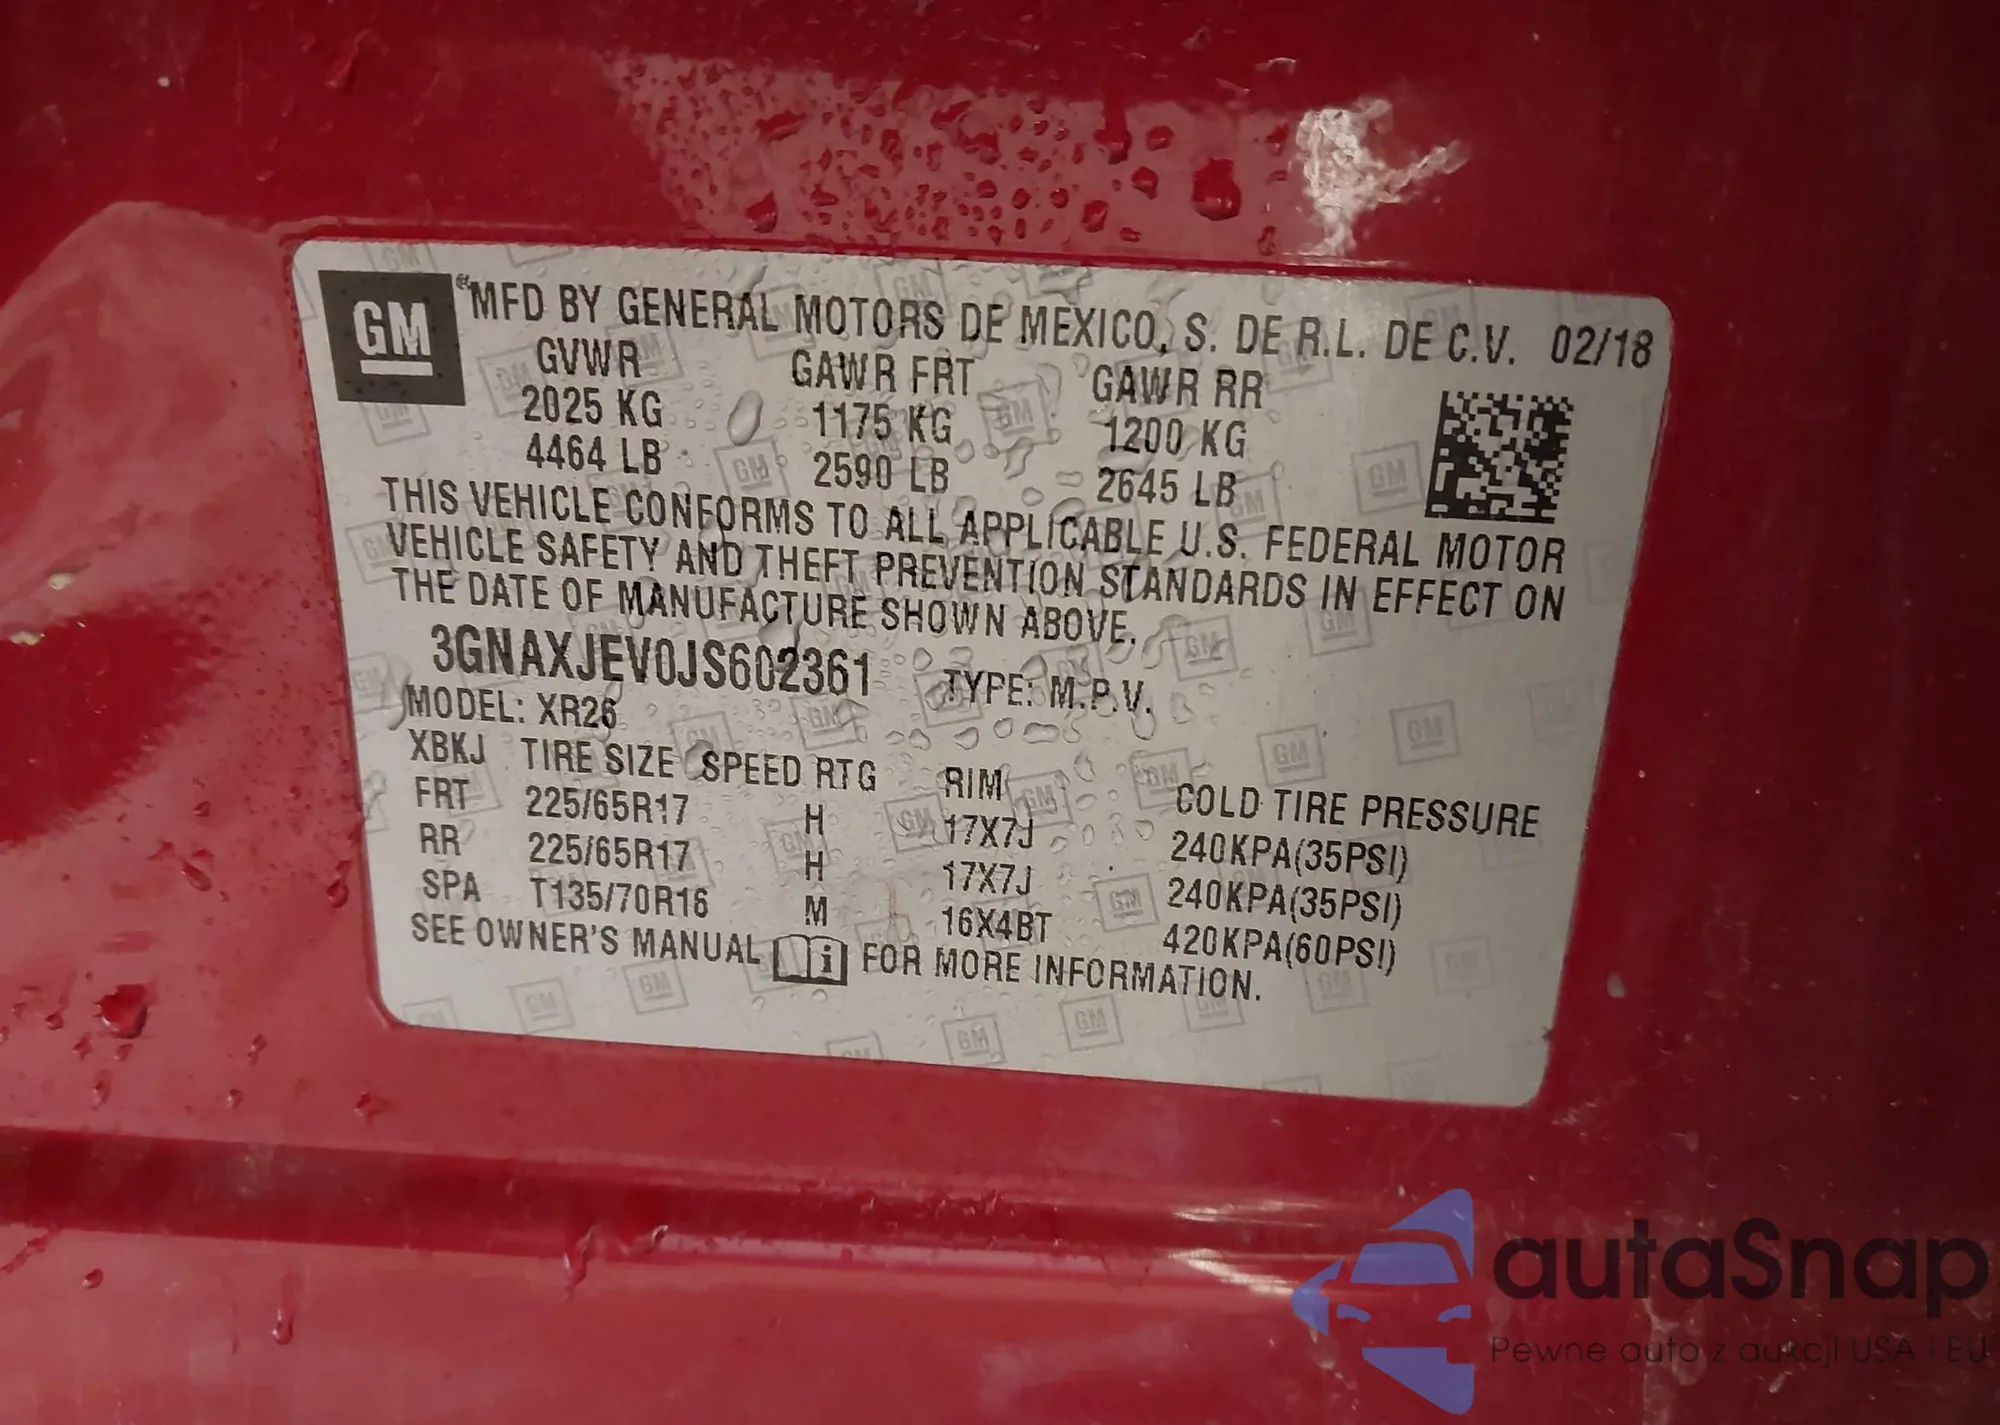 GM
MFD BY GENERAL MOTORS DE MEXICO, S. DE R.L. DE C.V. 02/18
GVWR GAWR FRT GAWR RR
2025 KG 1175 KG 1200 KG
4464 LB 2590 LB 2645 LB
THIS VEHICLE CONFORMS TO ALL APPLICABLE U.S. FEDERAL MOTOR
VEHICLE SAFETY AND THEFT PREVENTION STANDARDS IN EFFECT ON
THE DATE OF MANUFACTURE SHOWN ABOVE.
3GNAXJEV0JS602361 TYPE: M.P.V.
MODEL: XR26
XBKJ TIRE SIZE SPEED RTG RIM COLD TIRE PRESSURE
FRT 225/65R17 H 17X7J 240KPA(35PSI)
RR 225/65R17 H 17X7J 240KPA(35PSI)
SPA T135/70R16 M 16X4BT 420KPA(60PSI)
SEE OWNER'S MANUAL i FOR MORE INFORMATION.
autaSnap
Pewne auta z aukcji USA i EU